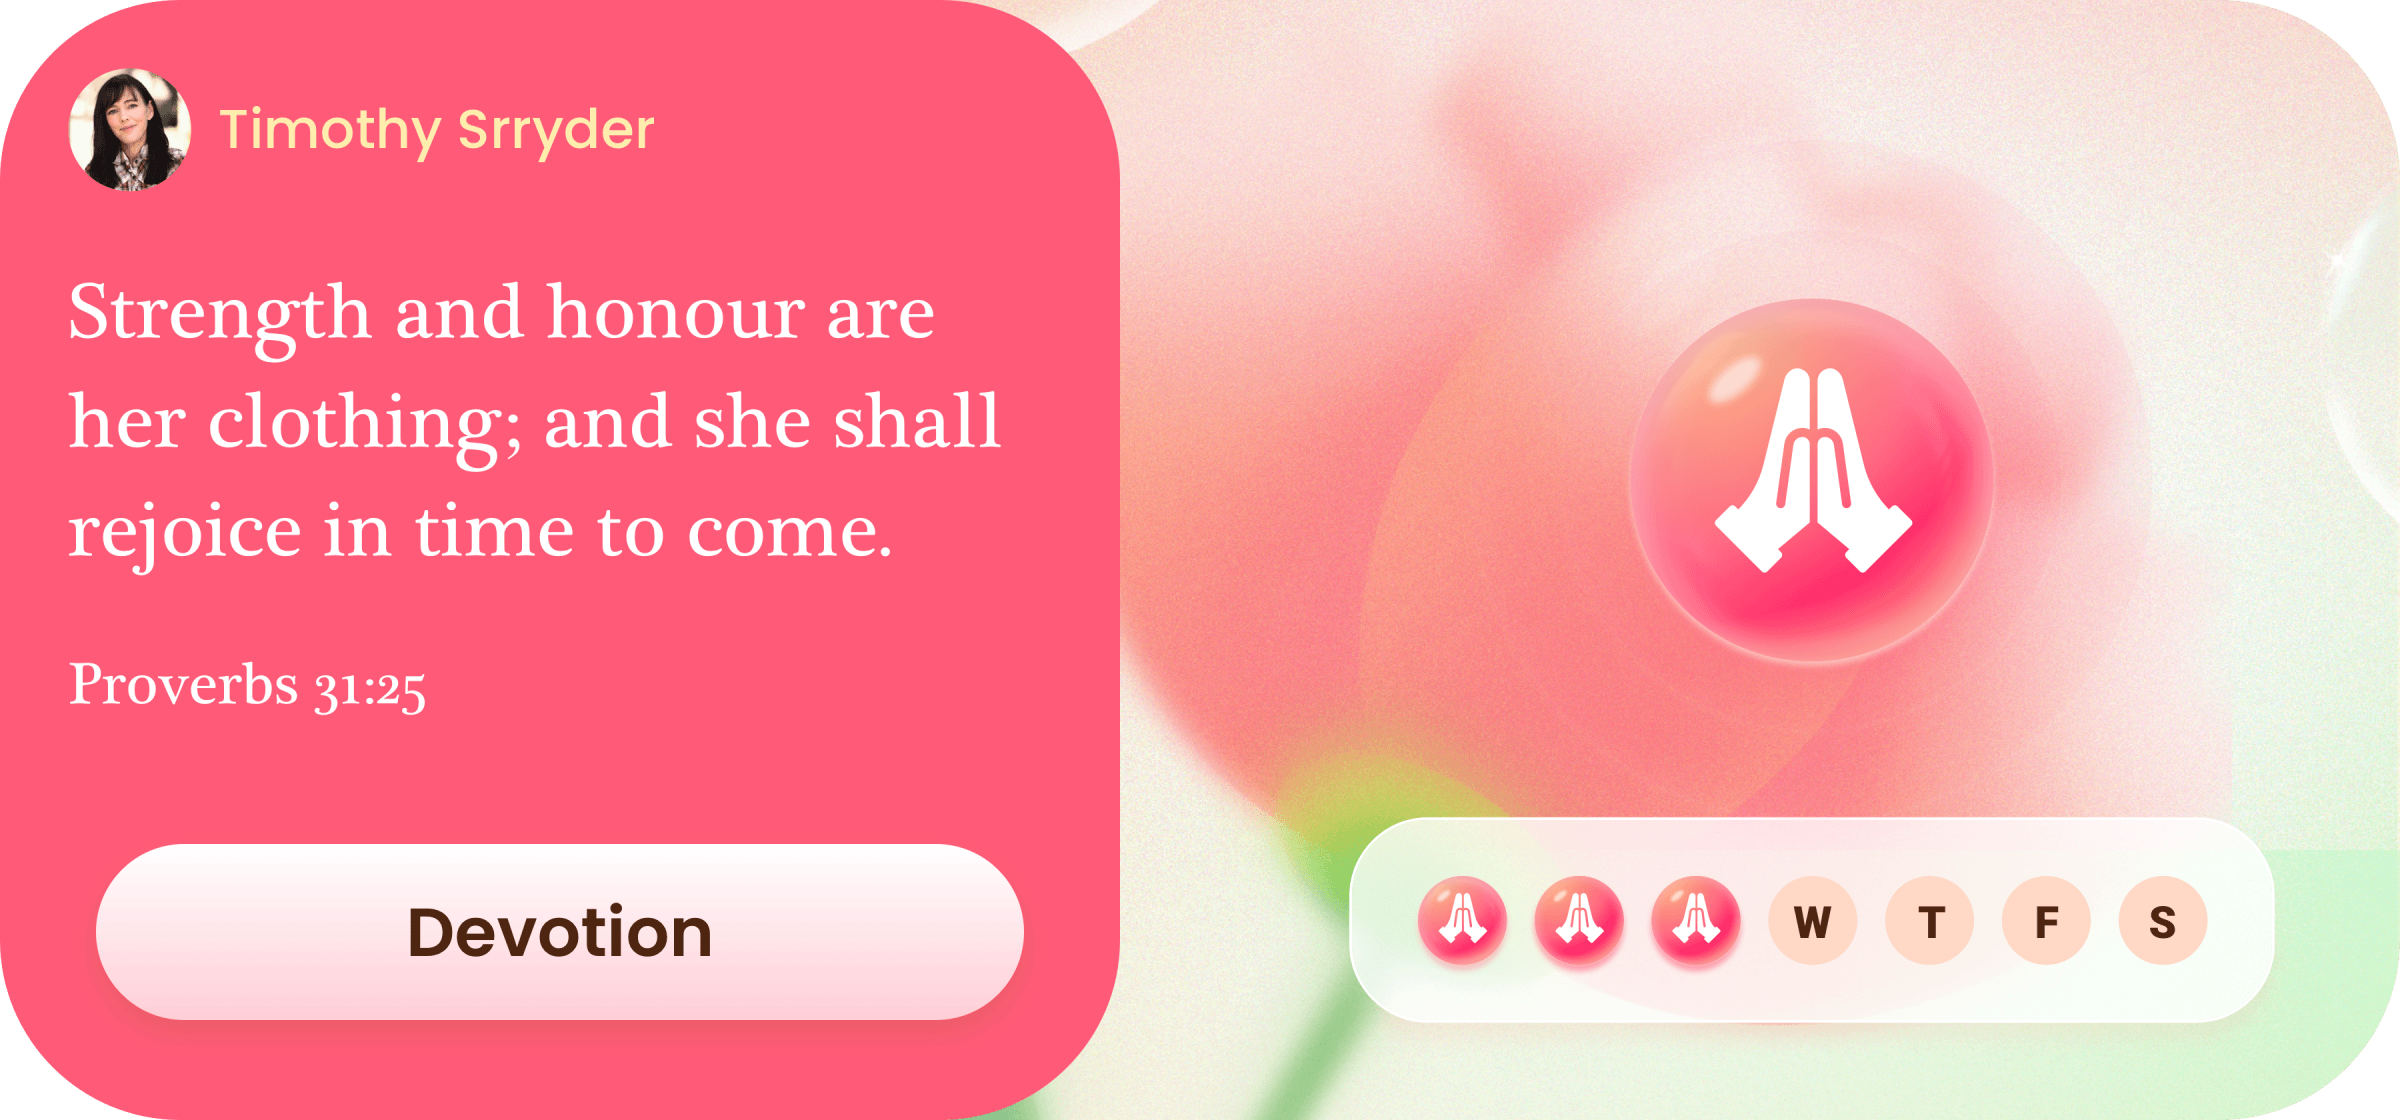 Timothy Srryder
Strength and honour are
her clothing; and she shall
rejoice in time to come.
Proverbs 31:25
Devotion
W T F S